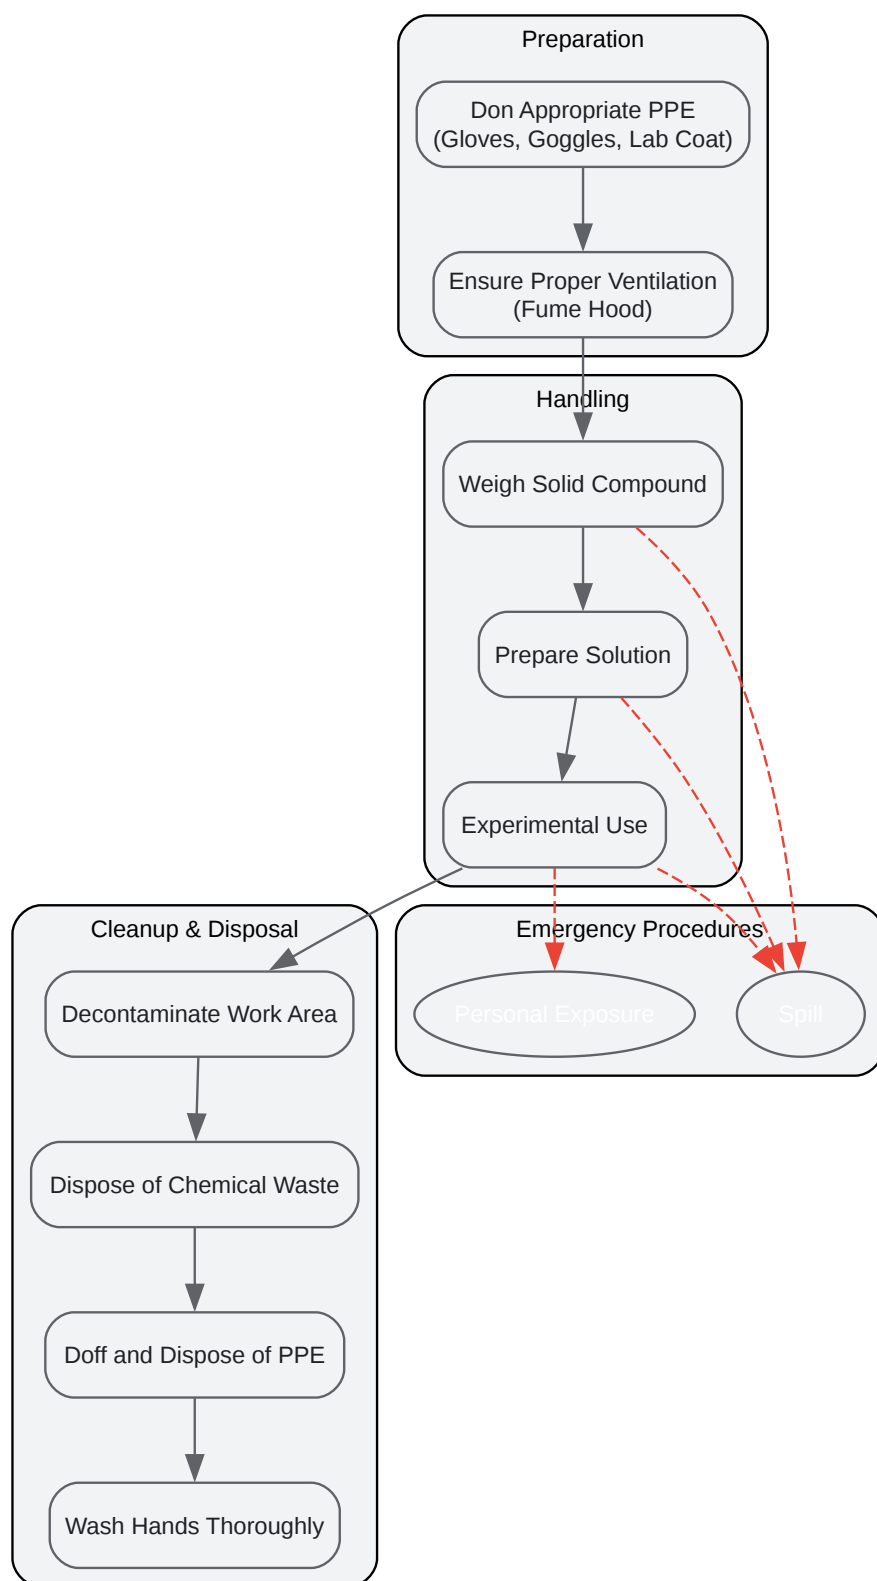 Preparation
Don Appropriate PPE
(Gloves, Goggles, Lab Coat)
Ensure Proper Ventilation
(Fume Hood)
Handling
Weigh Solid Compound
Prepare Solution
Experimental Use
Cleanup & Disposal
Decontaminate Work Area
Dispose of Chemical Waste
Doff and Dispose of PPE
Wash Hands Thoroughly
Emergency Procedures
Personal Exposure
Spill